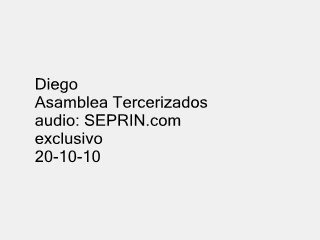 Diego
Asamblea Tercerizados
audio: SEPRIN.com
exclusivo
20-10-10